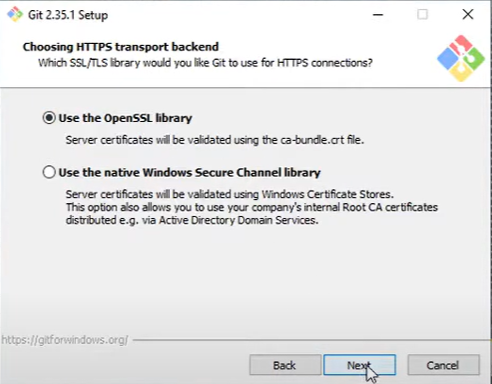 Git 2.35.1 Setup
Choosing HTTPS transport backend
Which SSL/TLS library would you like Git to use for HTTPS connections?
Use the OpenSSL library
Server certificates will be validated using the ca-bundle.crt file.
Use the native Windows Secure Channel library
Server certificates will be validated using Windows Certificate Stores.
This option also allows you to use your company's internal Root CA certificates
distributed e.g. via Active Directory Domain Services.
https://gitforwindows.org/
Back Next Cancel